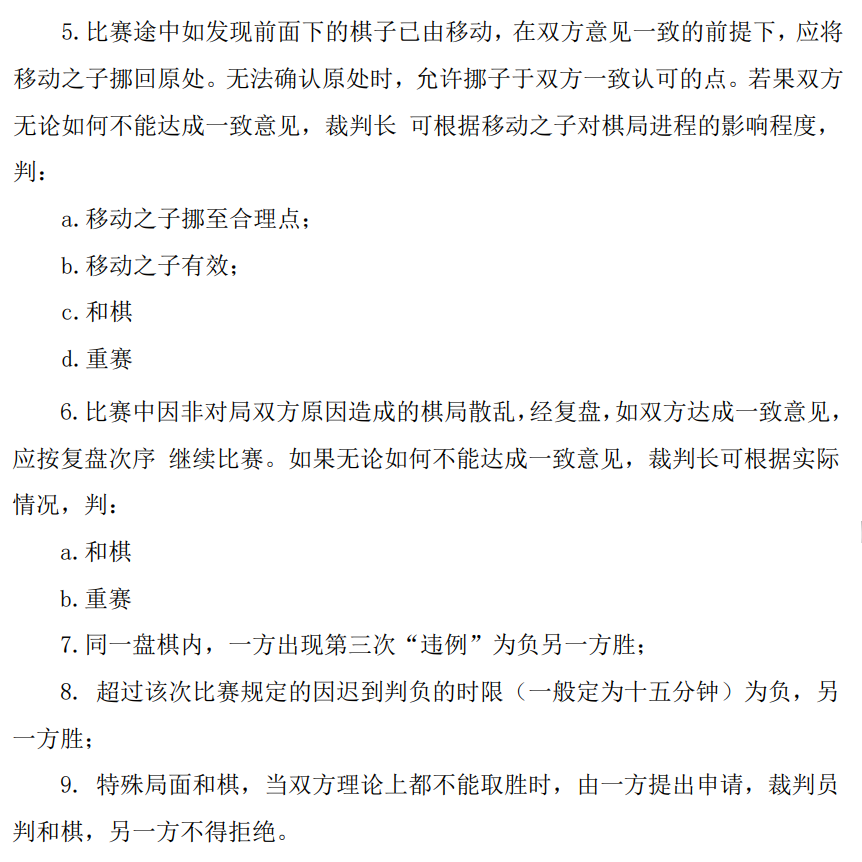 5.比赛途中如发现前面下的棋子已由移动，在双方意见一致的前提下，应将
移动之子挪回原处。无法确认原处时，允许挪子于双方一致认可的点。若果双方
无论如何不能达成一致意见，裁判长 可根据移动之子对棋局进程的影响程度，
判：
a.移动之子挪至合理点；
b.移动之子有效；
c.和棋
d.重赛
6.比赛中因非对局双方原因造成的棋局散乱，经复盘，如双方达成一致意见，
应按复盘次序 继续比赛。如果无论如何不能达成一致意见，裁判长可根据实际
情况，判：
a.和棋
b.重赛
7.同一盘棋内，一方出现第三次“违例”为负另一方胜；
8. 超过该次比赛规定的因迟到判负的时限（一般定为十五分钟）为负，另
一方胜；
9. 特殊局面和棋，当双方理论上都不能取胜时，由一方提出申请，裁判员
判和棋，另一方不得拒绝。